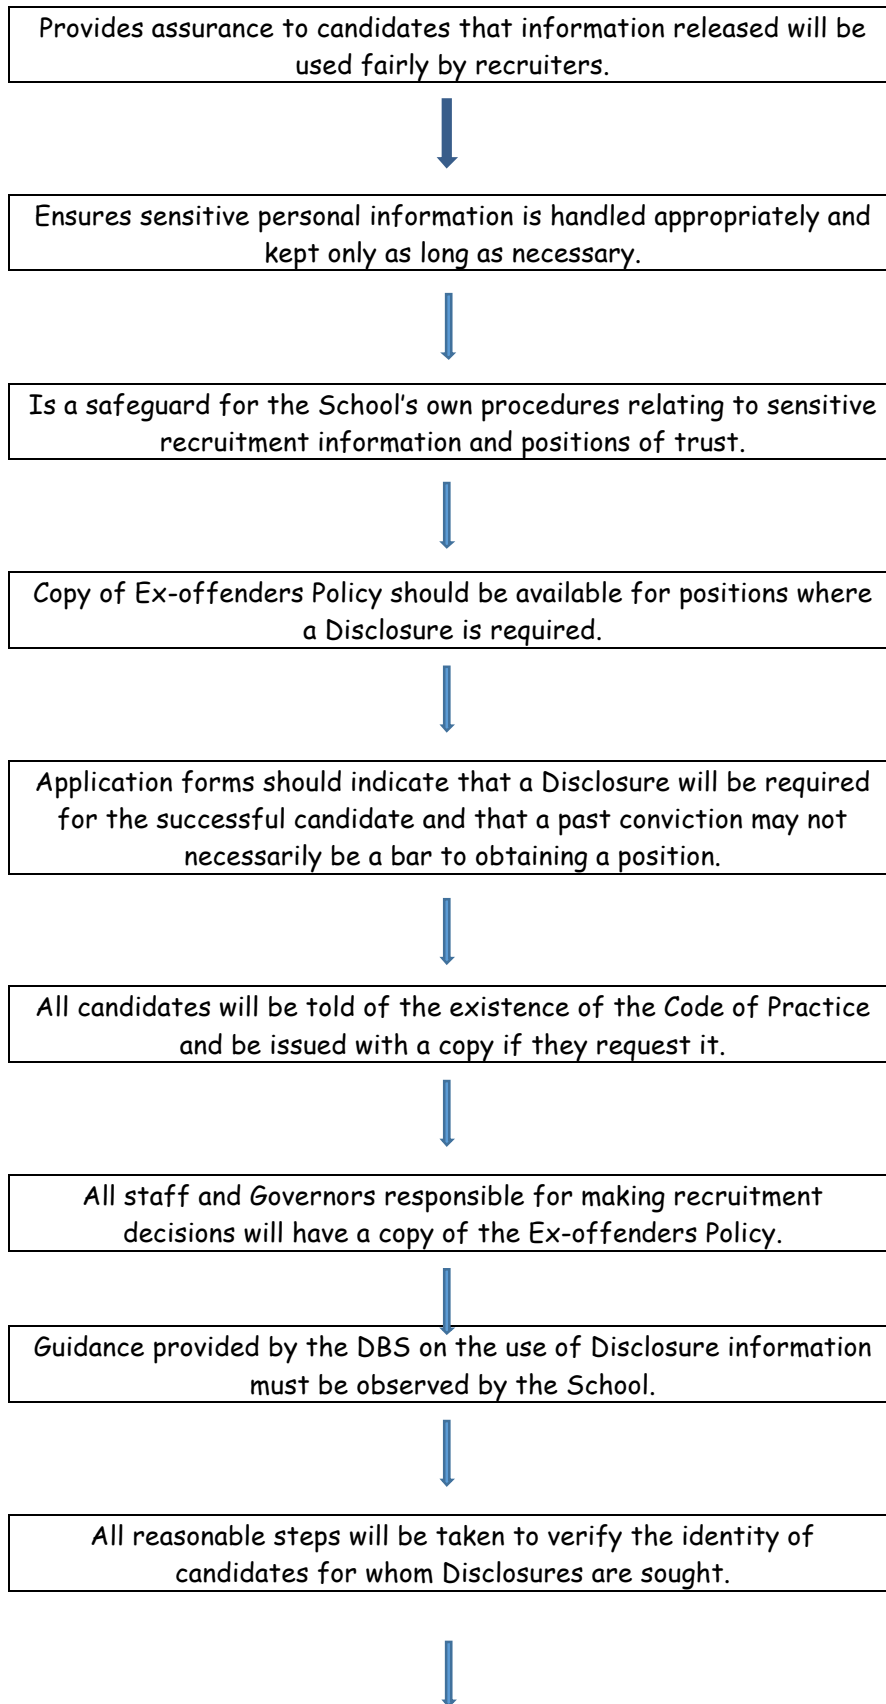 Provides assurance to candidates that information released will be
used fairly by recruiters.
Ensures sensitive personal information is handled appropriately and
kept only as long as necessary.
Is a safeguard for the School's own procedures relating to sensitive
recruitment information and positions of trust.
Copy of Ex-offenders Policy should be available for positions where
a Disclosure is required.
Application forms should indicate that a Disclosure will be required
for the successful candidate and that a past conviction may not
necessarily be a bar to obtaining a position.
All candidates will be told of the existence of the Code of Practice
and be issued with a copy if they request it.
All staff and Governors responsible for making recruitment
decisions will have a copy of the Ex-offenders Policy.
Guidance provided by the DBS on the use of Disclosure information
must be observed by the School.
All reasonable steps will be taken to verify the identity of
candidates for whom Disclosures are sought.